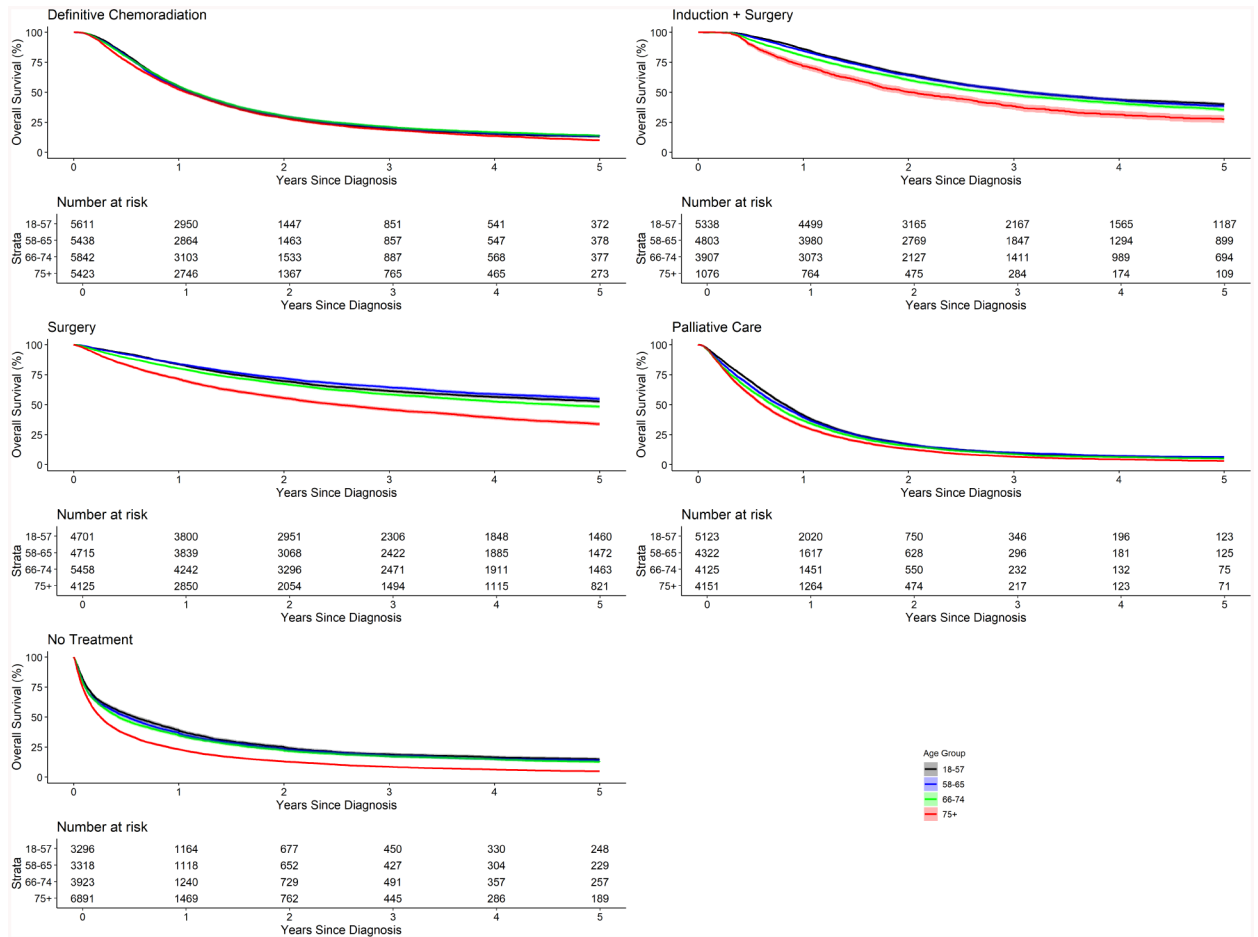 Definitive Chemoradiation
Overall Survival (%)
100
75
50
25
0
0 1 2 3 4 5
Years Since Diagnosis
Number at risk
Strata
18-57 5611 2950 1447 851 541 372
58-65 5438 2864 1463 857 547 378
66-74 5842 3103 1533 887 568 377
75+ 5423 2746 1367 765 465 273
0 1 2 3 4 5
Years Since Diagnosis
Induction + Surgery
Overall Survival (%)
100
75
50
25
0
0 1 2 3 4 5
Years Since Diagnosis
Number at risk
Strata
18-57 5338 4499 3165 2167 1565 1187
58-65 4803 3980 2769 1847 1294 899
66-74 3907 3073 2127 1411 989 694
75+ 1076 764 475 284 174 109
0 1 2 3 4 5
Years Since Diagnosis
Surgery
Overall Survival (%)
100
75
50
25
0
0 1 2 3 4 5
Years Since Diagnosis
Number at risk
Strata
18-57 4701 3800 2951 2306 1848 1460
58-65 4715 3839 3068 2422 1885 1472
66-74 5458 4242 3296 2471 1911 1463
75+ 4125 2850 2054 1494 1115 821
0 1 2 3 4 5
Years Since Diagnosis
Palliative Care
Overall Survival (%)
100
75
50
25
0
0 1 2 3 4 5
Years Since Diagnosis
Number at risk
Strata
18-57 5123 2020 750 346 196 123
58-65 4322 1617 628 296 181 125
66-74 4125 1451 550 232 132 75
75+ 4151 1264 474 217 123 71
0 1 2 3 4 5
Years Since Diagnosis
No Treatment
Overall Survival (%)
100
75
50
25
0
0 1 2 3 4 5
Years Since Diagnosis
Number at risk
Strata
18-57 3296 1164 677 450 330 248
58-65 3318 1118 652 427 304 229
66-74 3923 1240 729 491 357 257
75+ 6891 1469 762 445 286 189
0 1 2 3 4 5
Years Since Diagnosis
Age Group
18-57
58-65
66-74
75+